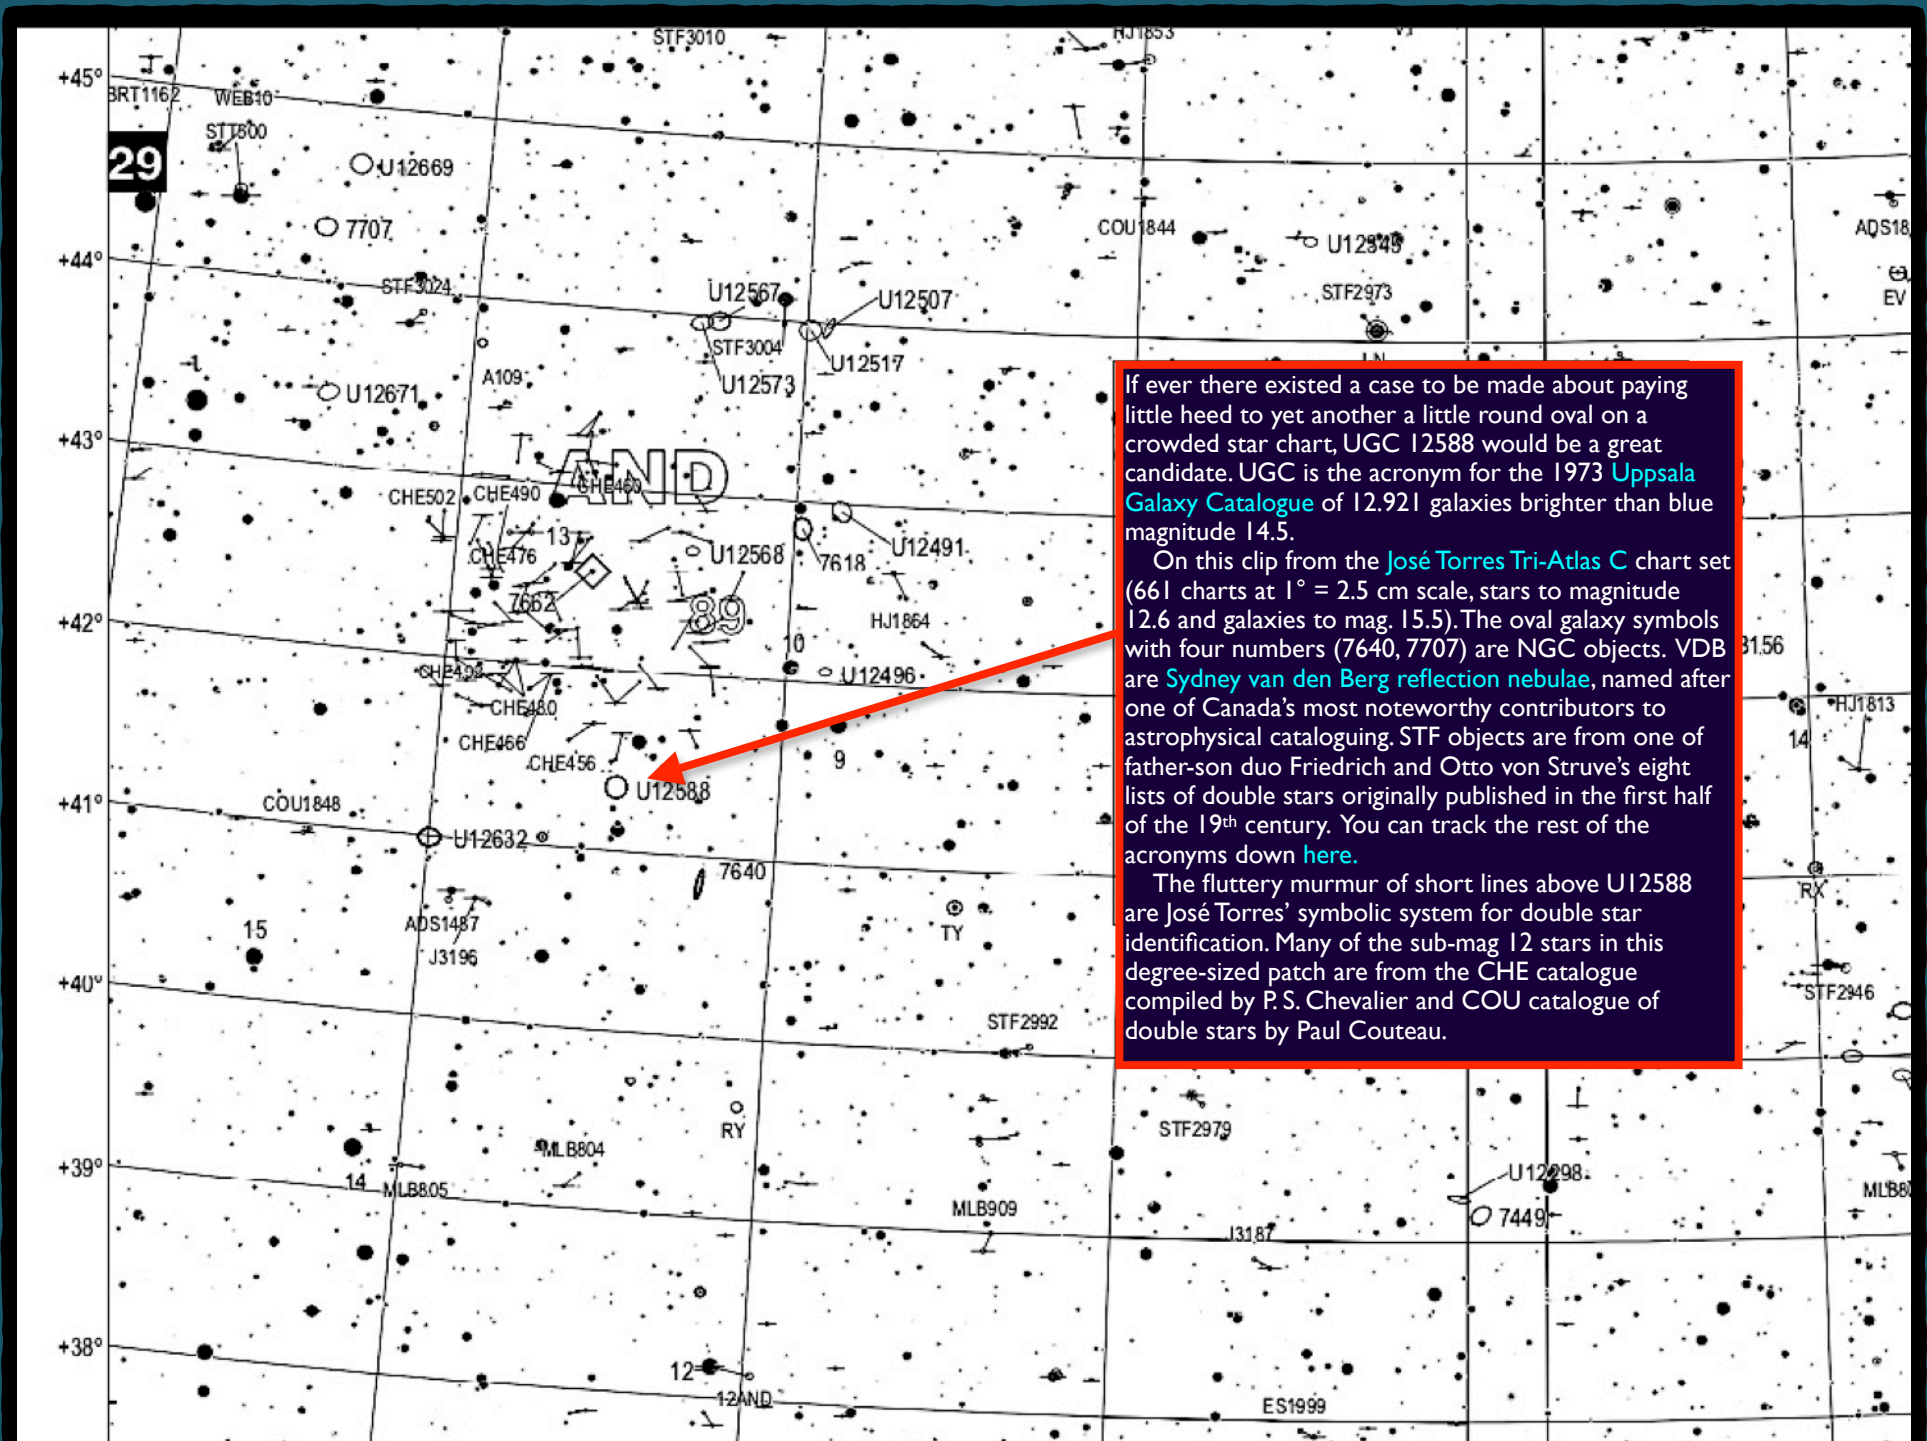 STF3010
HJ1853
+45°
BRT1162
WEB10
STT500
29
U12669
7707
COU1844
U12345
ADS18
+44°
STF3024
U12567
U12507
STF2973
EV
STF3004
U12517
LN
1
U12573
A109
U12671
+43°
AND
CHE502
CHE490
CHE460
13
CHE476
U12568
7618
U12491
7662
89
HJ1864
+42°
10
3156
CHE492
U12496
CHE480
HJ1813
CHE466
14
CHE456
9
U12588
+41°
COU1848
U12632
7640
RX
ADS1487
TY
15
J3196
+40°
STF2946
STF2992
RY
STF2979
MLB804
+39°
U12298
14
MLB805
MLB80
MLB909
7449
J3187
+38°
12
12AND
ES1999
If ever there existed a case to be made about paying
little heed to yet another a little round oval on a
crowded star chart, UGC 12588 would be a great
candidate. UGC is the acronym for the 1973 Uppsala
Galaxy Catalogue of 12.921 galaxies brighter than blue
magnitude 14.5.
On this clip from the José Torres Tri-Atlas C chart set
(661 charts at 1° = 2.5 cm scale, stars to magnitude
12.6 and galaxies to mag. 15.5). The oval galaxy symbols
with four numbers (7640, 7707) are NGC objects. VDB
are Sydney van den Berg reflection nebulae, named after
one of Canada's most noteworthy contributors to
astrophysical cataloguing. STF objects are from one of
father-son duo Friedrich and Otto von Struve's eight
lists of double stars originally published in the first half
of the 19th century. You can track the rest of the
acronyms down here.
The fluttery murmur of short lines above U12588
are José Torres' symbolic system for double star
identification. Many of the sub-mag 12 stars in this
degree-sized patch are from the CHE catalogue
compiled by P. S. Chevalier and COU catalogue of
double stars by Paul Couteau.